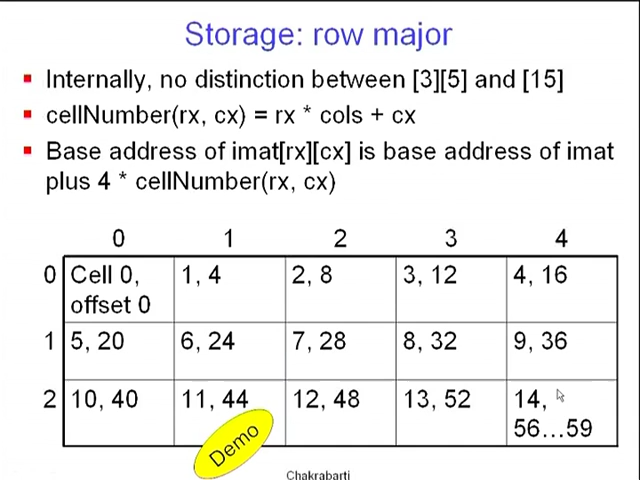 Storage: row major
Internally, no distinction between [3][5] and [15]
cellNumber(rx, cx) = rx * cols + cx
Base address of imat[rx][cx] is base address of imat
plus 4 * cellNumber(rx, cx)
0 1 2 3 4
0 Cell 0, 1, 4 2, 8 3, 12 4, 16
offset 0
1 5, 20 6, 24 7, 28 8, 32 9, 36
2 10, 40 11, 44 12, 48 13, 52 14,
56...59
Demo
Chakrabarti